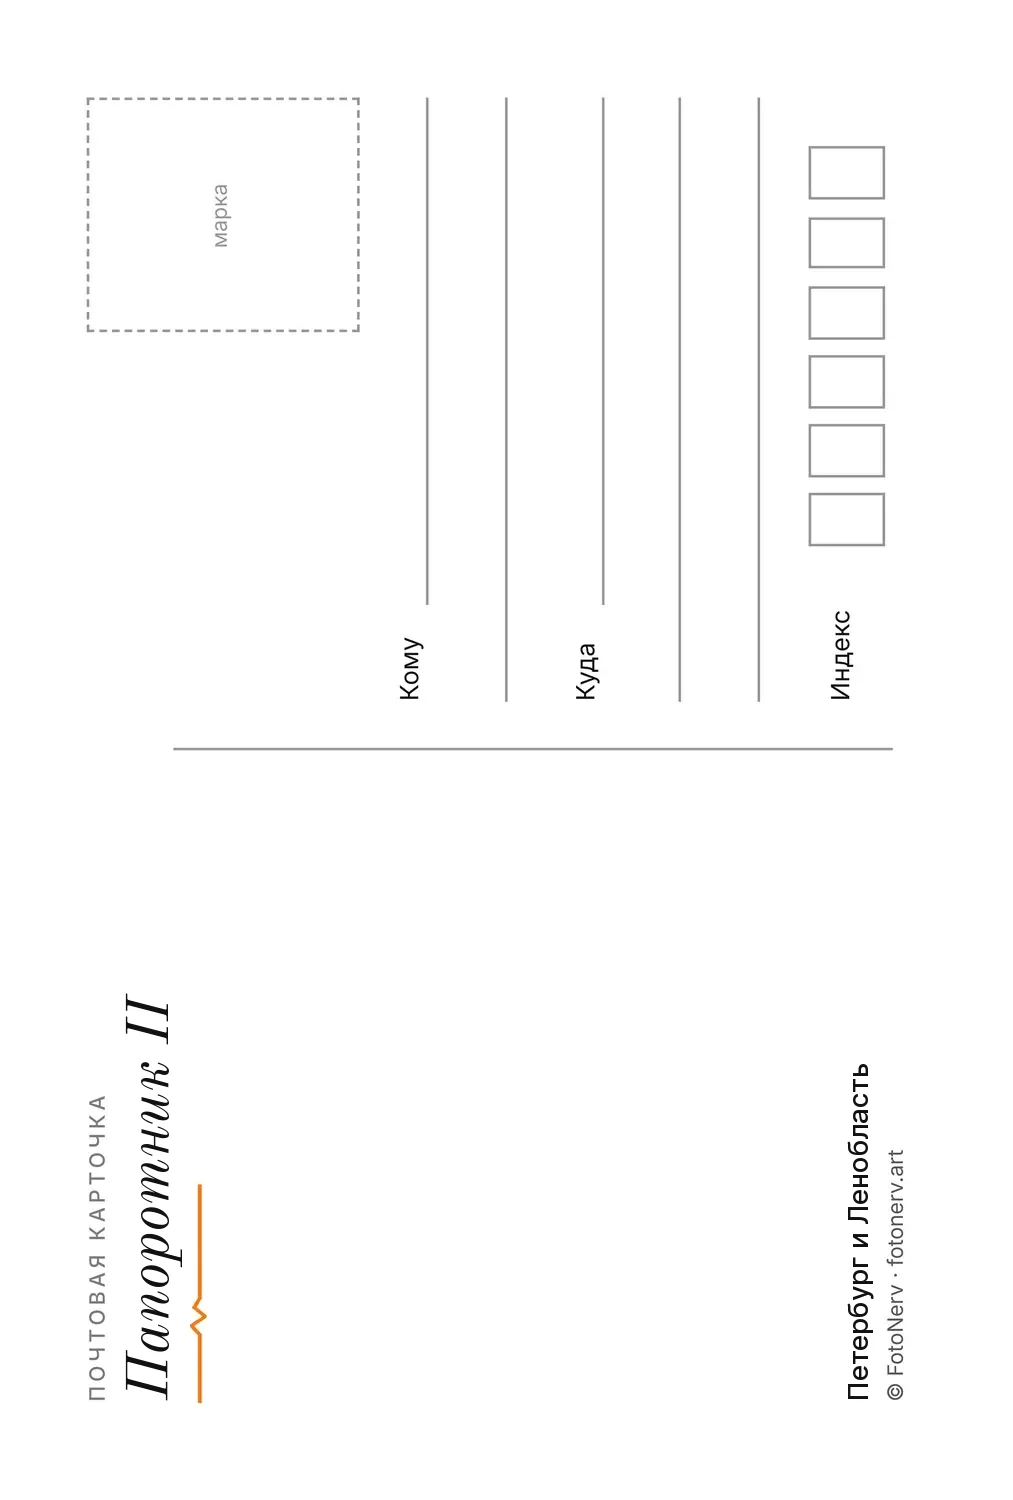 ПОЧТОВАЯ КАРТОЧКА
Папоротник II
Петербург и Ленобласть
© FotoNerv · fotonerv.art
марка
Кому
Куда
Индекс